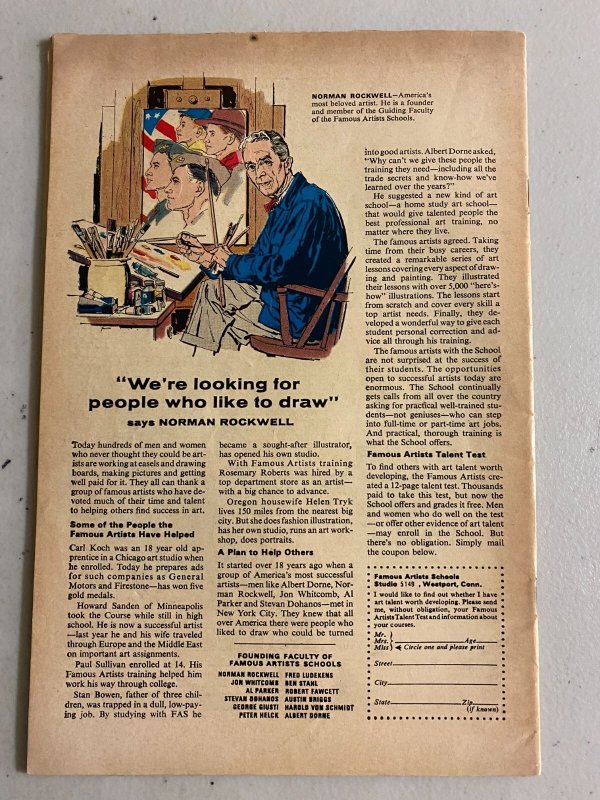 NORMAN ROCKWELL—America's
most beloved artist. He is a founder
and member of the Guiding Faculty
of the Famous Artists Schools.
"We're looking for
people who like to draw"
says NORMAN ROCKWELL
Today hundreds of men and women
who never thought they could be art-
ists are working at easels and drawing
boards, making pictures and getting
well paid for it. They all can thank a
group of famous artists who have de-
voted much of their time and talent
to helping others find success in art.
Some of the People the
Famous Artists Have Helped
Carl Koch was an 18 year old ap-
prentice in a Chicago art studio when
he enrolled. Today he prepares ads
for such companies as General
Motors and Firestone—has won five
gold medals.
Howard Sanden of Minneapolis
took the Course while still in high
school. He is now a successful artist
—last year he and his wife traveled
through Europe and the Middle East
on important art assignments.
Paul Sullivan enrolled at 14. His
Famous Artists training helped him
work his way through college.
Stan Bowen, father of three chil-
dren, was trapped in a dull, low-pay-
ing job. By studying with FAS he
became a sought-after illustrator,
has opened his own studio.
With Famous Artists training
Rosemary Roberts was hired by a
top department store as an artist—
with a big chance to advance.
Oregon housewife Helen Tryk
lives 150 miles from the nearest big
city. But she does fashion illustration,
has her own studio, runs an art work-
shop, does portraits.
A Plan to Help Others
It started over 18 years ago when a
group of America's most successful
artists—men like Albert Dorne, Nor-
man Rockwell, Jon Whitcomb, Al
Parker and Stevan Dohanos—met in
New York City. They knew that all
over America there were people who
liked to draw who could be turned
FOUNDING FACULTY OF
FAMOUS ARTISTS SCHOOLS
NORMAN ROCKWELL FRED LUDEKENS
JON WHITCOMB BEN STAHL
AL PARKER ROBERT FAWCETT
STEVAN DOHANOS AUSTIN BRIGGS
GEORGE GIUSTI HAROLD VON SCHMIDT
PETER HELCK ALBERT DORNE
into good artists. Albert Dorne asked,
"Why can't we give these people the
training they need—including all the
trade secrets and know-how we've
learned over the years?"
He suggested a new kind of art
school—a home study art school—
that would give talented people the
best professional art training, no
matter where they live.
The famous artists agreed. Taking
time from their busy careers, they
created a remarkable series of art
lessons covering every aspect of draw-
ing and painting. They illustrated
their lessons with over 5,000 "here's-
how" illustrations. The lessons start
from scratch and cover every skill a
top artist needs. Finally, they de-
veloped a wonderful way to give each
student personal correction and ad-
vice all through his training.
The famous artists with the School
are not surprised at the success of
their students. The opportunities
open to successful artists today are
enormous. The School continually
gets calls from all over the country
asking for practical well-trained stu-
dents—not geniuses—who can step
into full-time or part-time art jobs.
And practical, thorough training is
what the School offers.
Famous Artists Talent Test
To find others with art talent worth
developing, the Famous Artists cre-
ated a 12-page talent test. Thousands
paid to take this test, but now the
School offers and grades it free. Men
and women who do well on the test
—or offer other evidence of art talent
—may enroll in the School. But
there's no obligation. Simply mail
the coupon below.
Famous Artists Schools
Studio 5149, Westport, Conn.
I would like to find out whether I have
art talent worth developing. Please send
me, without obligation, your Famous
Artists Talent Test and information about
your courses.
Mr.
Mrs. Age
Miss Circle one and please print
Street
City
State Zip
(if known)